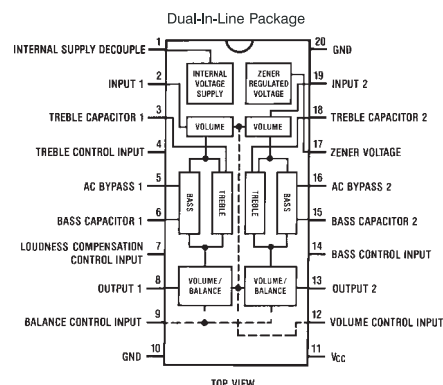 Dual-In-Line Package
INTERNAL SUPPLY DECOUPLE 1
20 GND
INTERNAL VOLTAGE SUPPLY
ZENER REGULATED VOLTAGE
INPUT 1 2
19 INPUT 2
TREBLE CAPACITOR 1 3
18 TREBLE CAPACITOR 2
VOLUME
VOLUME
TREBLE CONTROL INPUT 4
17 ZENER VOLTAGE
AC BYPASS 1 5
16 AC BYPASS 2
BASS
TREBLE
TREBLE
BASS
BASS CAPACITOR 1 6
15 BASS CAPACITOR 2
LOUDNESS COMPENSATION
CONTROL INPUT 7
14 BASS CONTROL INPUT
OUTPUT 1 8
VOLUME/ BALANCE
VOLUME/ BALANCE
13 OUTPUT 2
BALANCE CONTROL INPUT 9
12 VOLUME CONTROL INPUT
GND 10
11 VCC
TOP VIEW